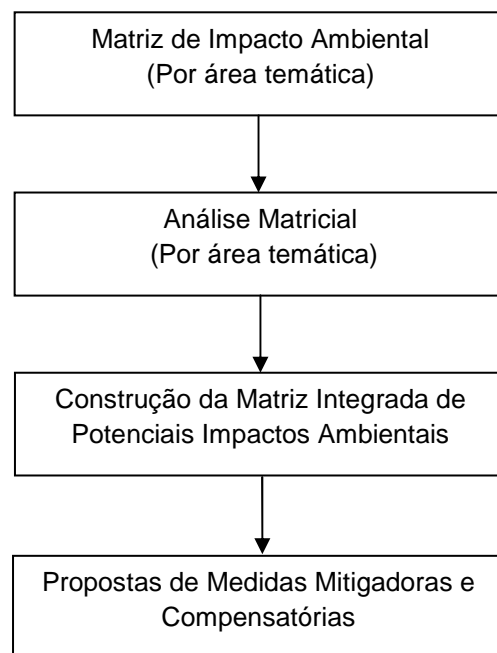 Matriz de Impacto Ambiental
(Por área temática)
Análise Matricial
(Por área temática)
Construção da Matriz Integrada de
Potenciais Impactos Ambientais
Propostas de Medidas Mitigadoras e
Compensatórias